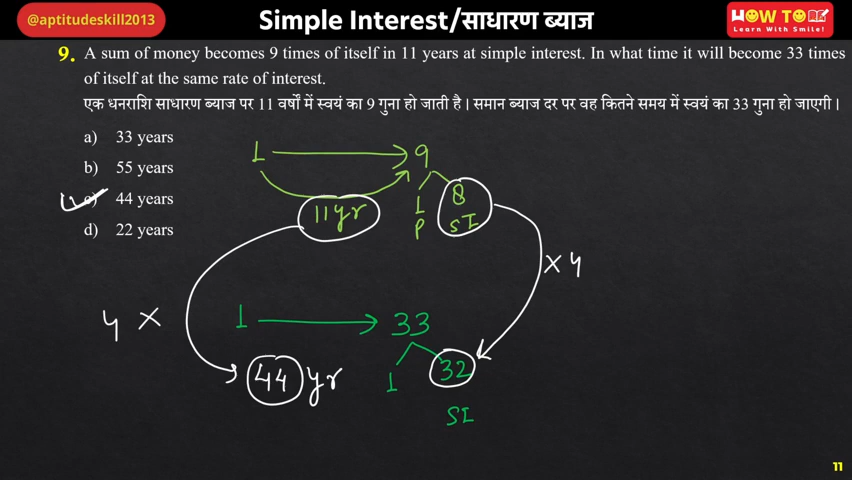 @aptitudeskill2013
Simple Interest/साधारण ब्याज
HOW TO
Learn With Smile!
9. A sum of money becomes 9 times of itself in 11 years at simple interest. In what time it will become 33 times
of itself at the same rate of interest.
एक धनराशि साधारण ब्याज पर 11 वर्षों में स्वयं का 9 गुना हो जाती है। समान ब्याज दर पर वह कितने समय में स्वयं का 33 गुना हो जाएगी।
a) 33 years
b) 55 years
c) 44 years
d) 22 years
1 9
11 yr 1 8
P SI
× 4
4 ×
1 33
44 yr 1 32
SI
11